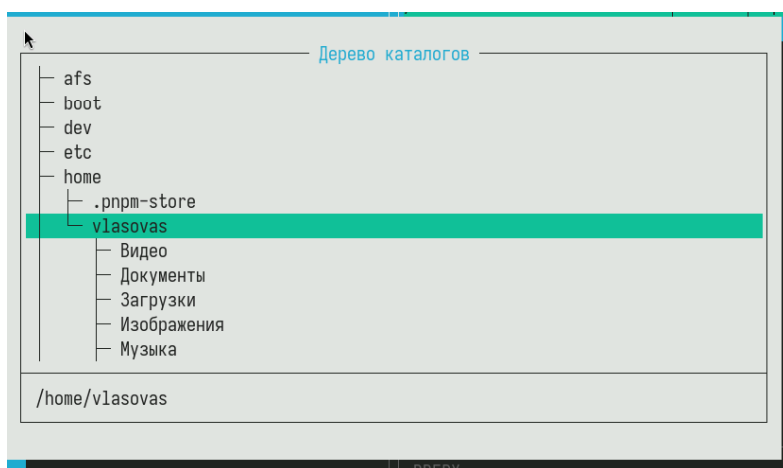 Дерево каталогов
afs
boot
dev
etc
home
.pnpm-store
vlasovas
Видео
Документы
Загрузки
Изображения
Музыка
/home/vlasovas